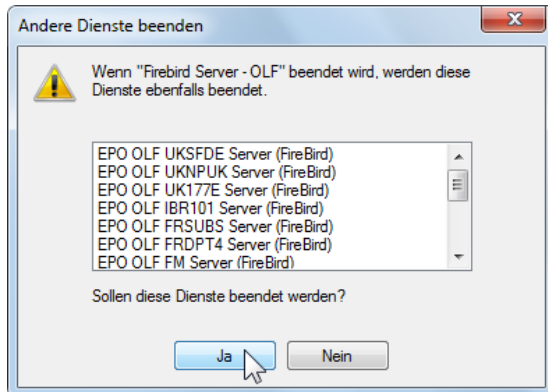 Andere Dienste beenden
Wenn "Firebird Server - OLF" beendet wird, werden diese
Dienste ebenfalls beendet.
EPO OLF UKSFDE Server (FireBird)
EPO OLF UKNPUK Server (FireBird)
EPO OLF UK177E Server (FireBird)
EPO OLF IBR101 Server (FireBird)
EPO OLF FRSUBS Server (FireBird)
EPO OLF FRDPT4 Server (FireBird)
EPO OLF FM Server (FireBird)
Sollen diese Dienste beendet werden?
Ja
Nein